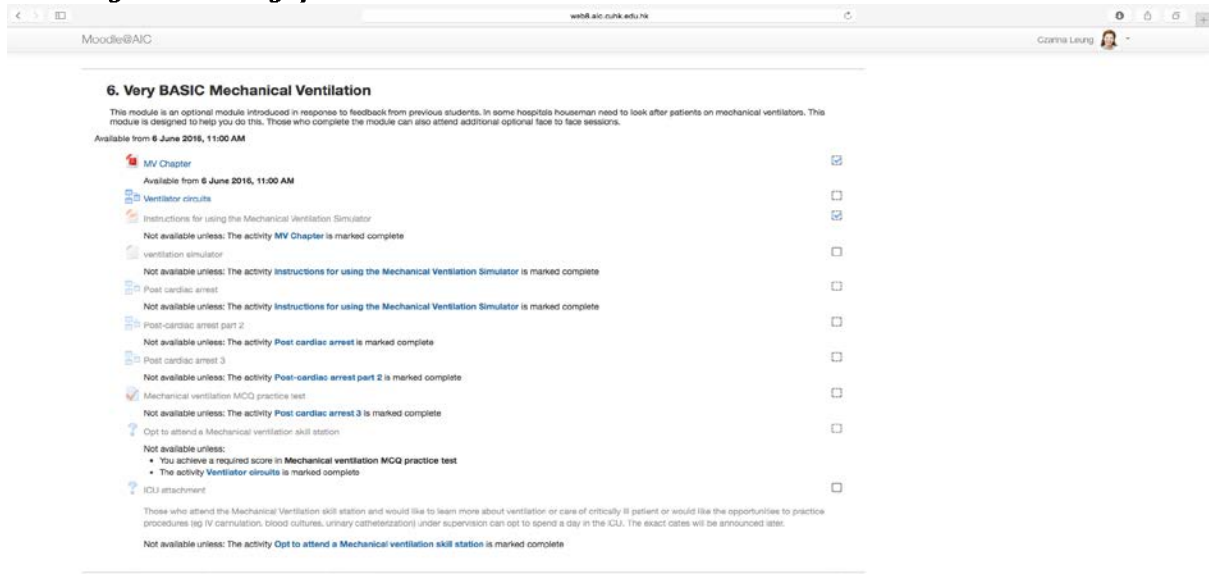 web8.aic.cuhk.edu.hk
Moodle@AIC
Czarina Leung
6. Very BASIC Mechanical Ventilation
This module is an optional module introduced in response to feedback from previous students. In some hospitals houseman need to look after patients on mechanical ventilators. This
module is designed to help you do this. Those who complete the module can also attend additional optional face to face sessions.
Available from 6 June 2016, 11:00 AM
MV Chapter
Available from 6 June 2016, 11:00 AM
Ventilator circuits
Instructions for using the Mechanical Ventilation Simulator
Not available unless: The activity MV Chapter is marked complete
ventilation simulator
Not available unless: The activity Instructions for using the Mechanical Ventilation Simulator is marked complete
Post cardiac arrest
Not available unless: The activity Instructions for using the Mechanical Ventilation Simulator is marked complete
Post-cardiac arrest part 2
Not available unless: The activity Post cardiac arrest is marked complete
Post cardiac arrest 3
Not available unless: The activity Post-cardiac arrest part 2 is marked complete
Mechanical ventilation MCQ practice test
Not available unless: The activity Post cardiac arrest 3 is marked complete
Opt to attend a Mechanical ventilation skill station
Not available unless:
• You achieve a required score in Mechanical ventilation MCQ practice test
• The activity Ventilator circuits is marked complete
ICU attachment
Those who attend the Mechanical Ventilation skill station and would like to learn more about ventilation or care of critically ill patient or would like the opportunities to practice
procedures (eg IV cannulation, blood cultures, urinary catheterization) under supervision can opt to spend a day in the ICU. The exact dates will be announced later.
Not available unless: The activity Opt to attend a Mechanical ventilation skill station is marked complete